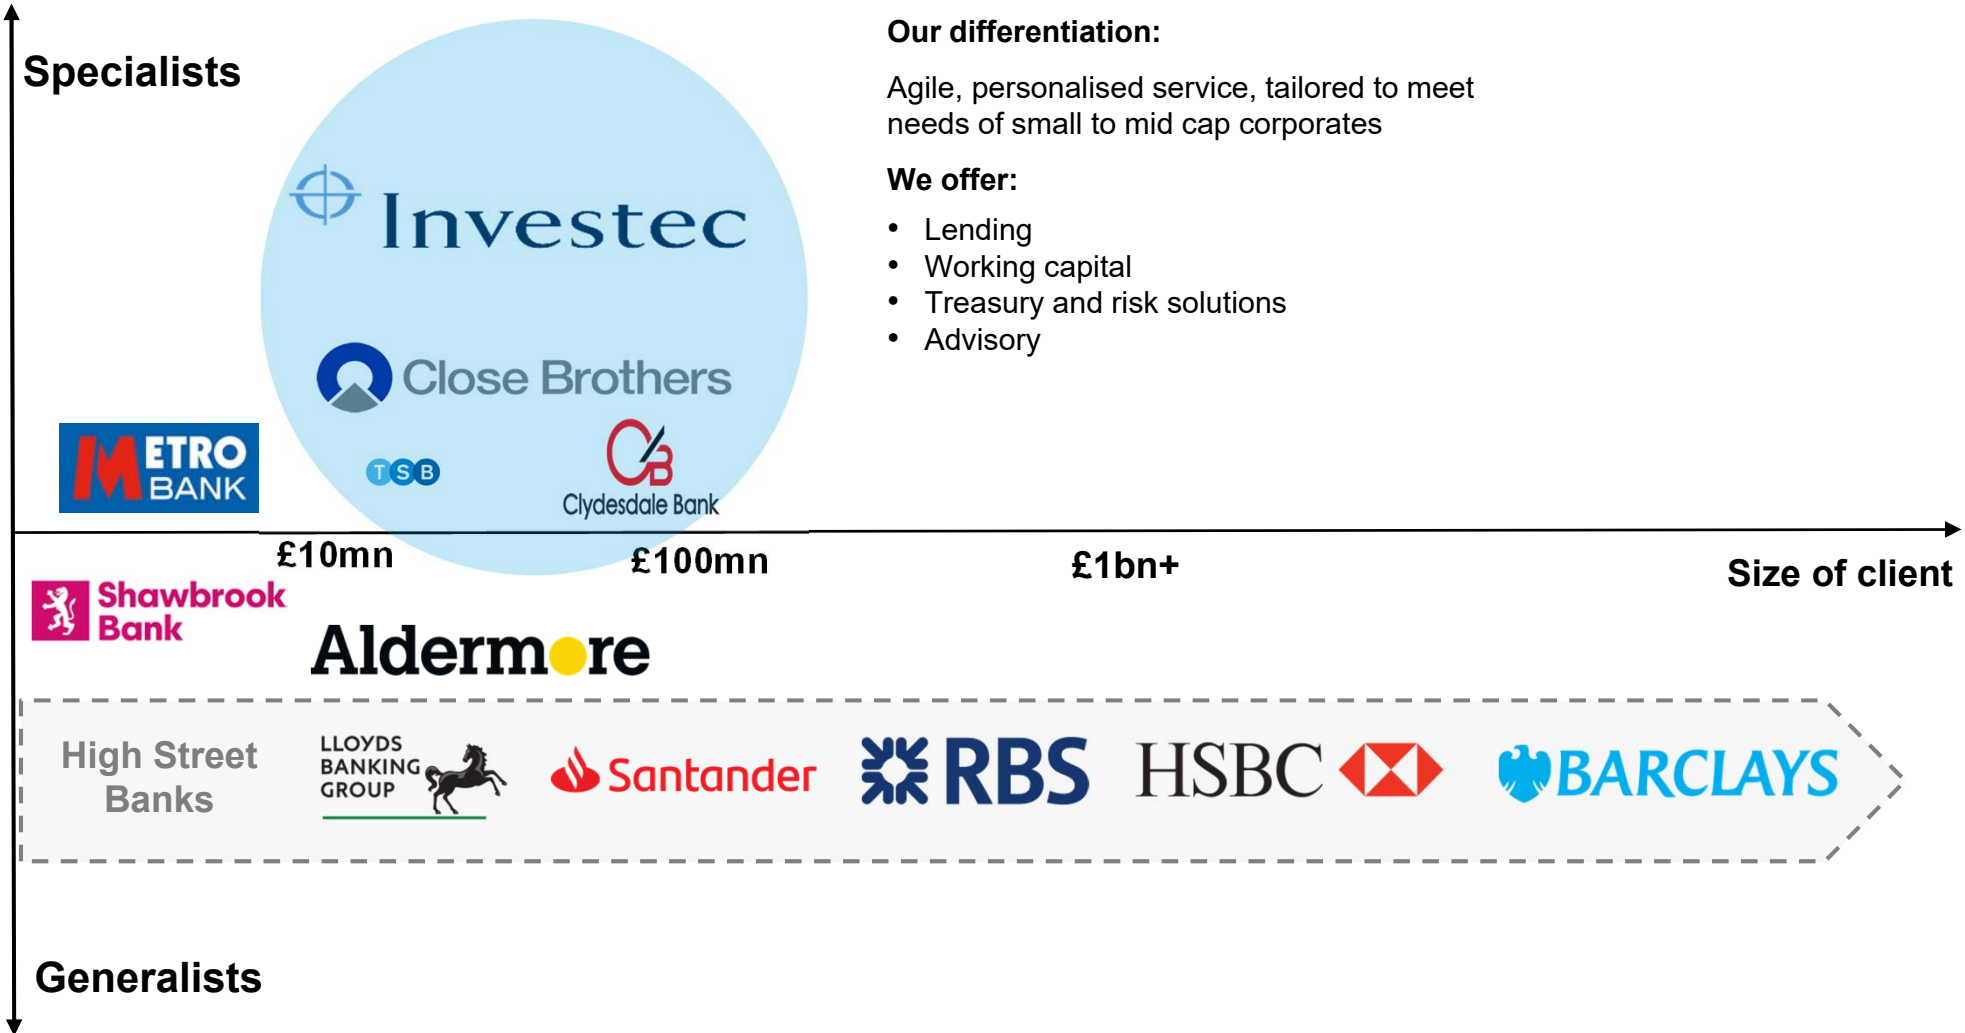 Specialists
Our differentiation:
Agile, personalised service, tailored to meet
needs of small to mid cap corporates
We offer:
• Lending
• Working capital
• Treasury and risk solutions
• Advisory
Investec
Close Brothers
METRO
BANK
TSB
CB
Clydesdale Bank
£10mn
£100mn
£1bn+
Size of client
Shawbrook
Bank
Aldermore
High Street
Banks
LLOYDS
BANKING
GROUP
Santander
RBS
HSBC
BARCLAYS
Generalists